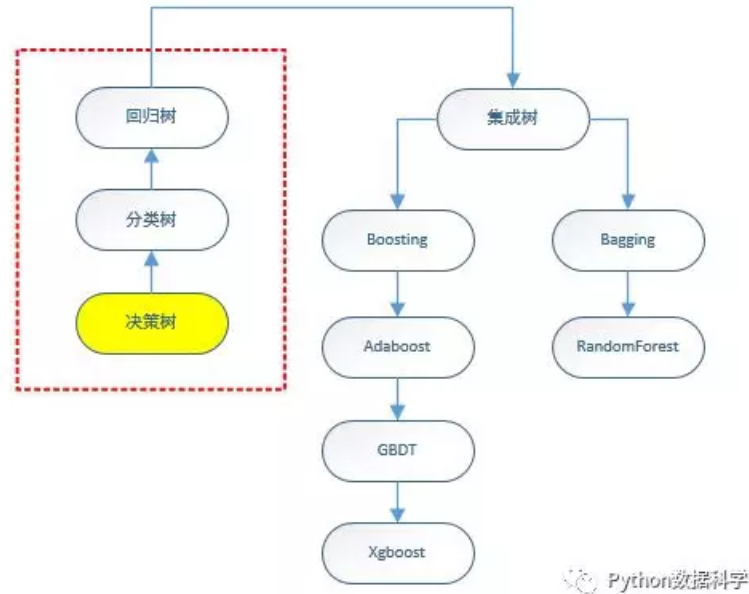 回归树
分类树
决策树
集成树
Boosting
Bagging
Adaboost
RandomForest
GBDT
Xgboost
Python数据科学